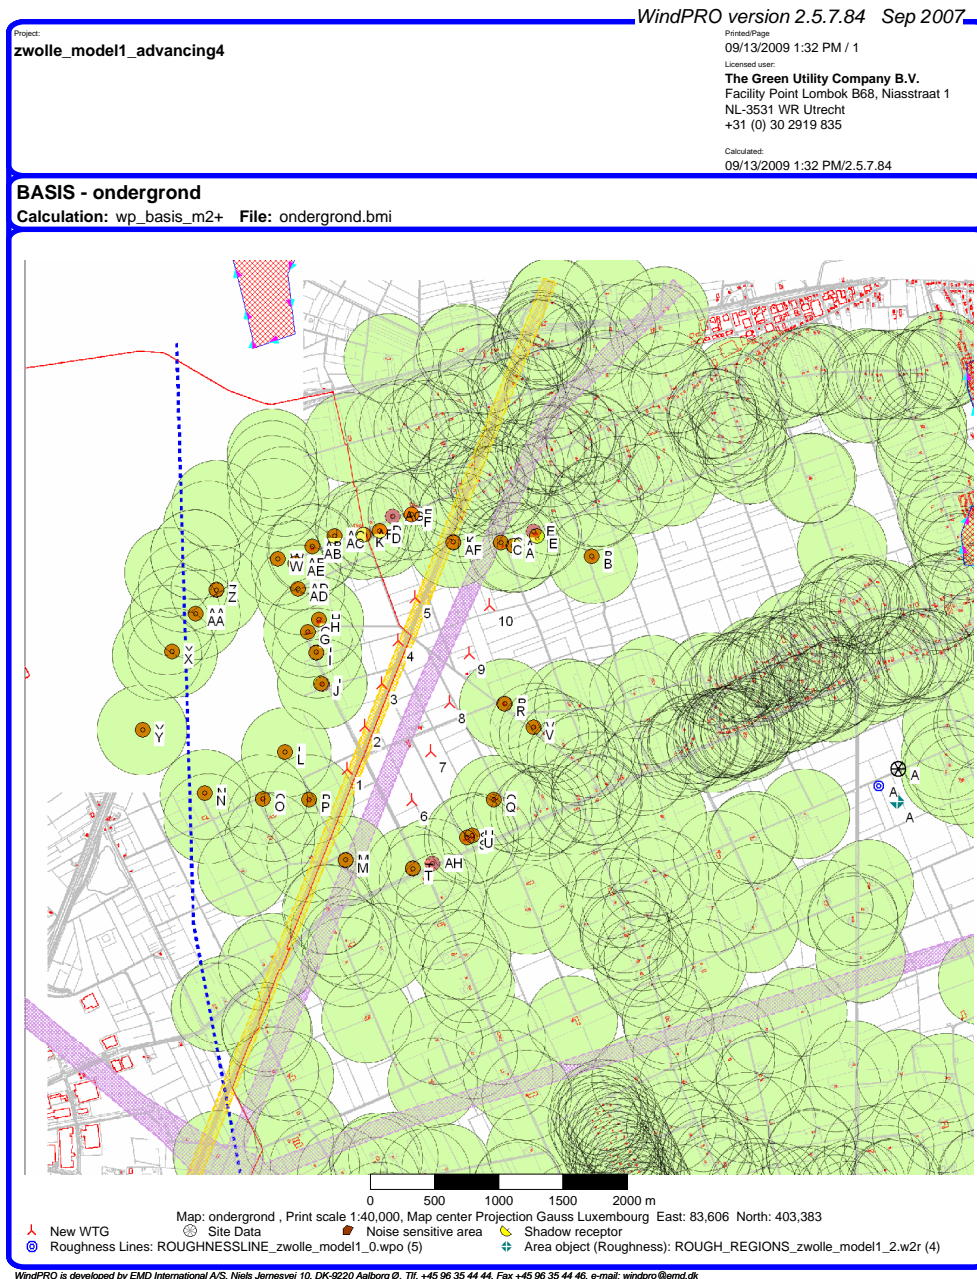 WindPRO version 2.5.7.84 Sep 2007
Project:
zwolle_model1_advancing4
Printed/Page
09/13/2009 1:32 PM / 1
Licensed user:
The Green Utility Company B.V.
Facility Point Lombok B68, Niasstraat 1
NL-3531 WR Utrecht
+31 (0) 30 2919 835
Calculated:
09/13/2009 1:32 PM/2.5.7.84
BASIS - ondergrond
Calculation: wp_basis_m2+ File: ondergrond.bmi
F
D
K
AC
AB
W
AE
AF
C
A
E
B
Z
AD
AA
H
G
I
X
J
5
10
4
9
3
8
R
V
Y
2
7
L
A
N
O
P
1
6
Q
A
A
U
M
T
AH
0 500 1000 1500 2000 m
Map: ondergrond , Print scale 1:40,000, Map center Projection Gauss Luxembourg East: 83,606 North: 403,383
New WTG Site Data Noise sensitive area Shadow receptor
Roughness Lines: ROUGHNESSLINE_zwolle_model1_0.wpo (5) Area object (Roughness): ROUGH_REGIONS_zwolle_model1_2.w2r (4)
WindPRO is developed by EMD International A/S, Niels Jernesvej 10, DK-9220 Aalborg Ø, Tlf. +45 96 35 44 44, Fax +45 96 35 44 46, e-mail: windpro@emd.dk